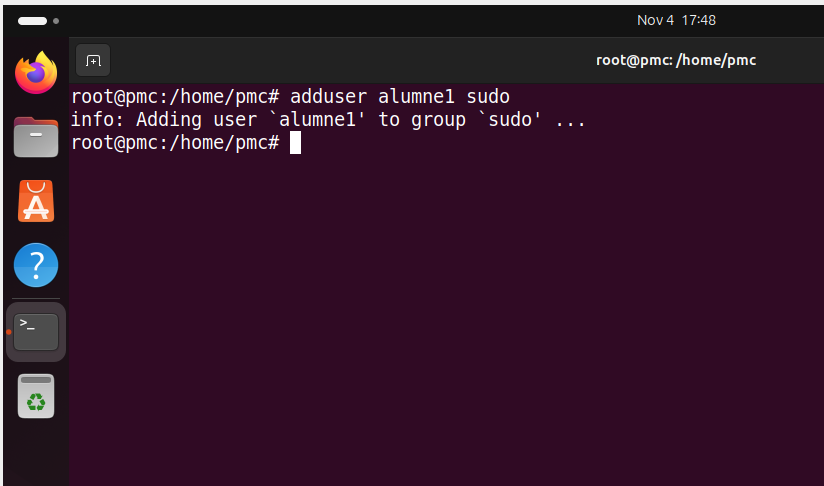 Nov 4 17:48
root@pmc: /home/pmc
root@pmc:/home/pmc# adduser alumne1 sudo
info: Adding user `alumne1' to group `sudo' ...
root@pmc:/home/pmc#
?
>_